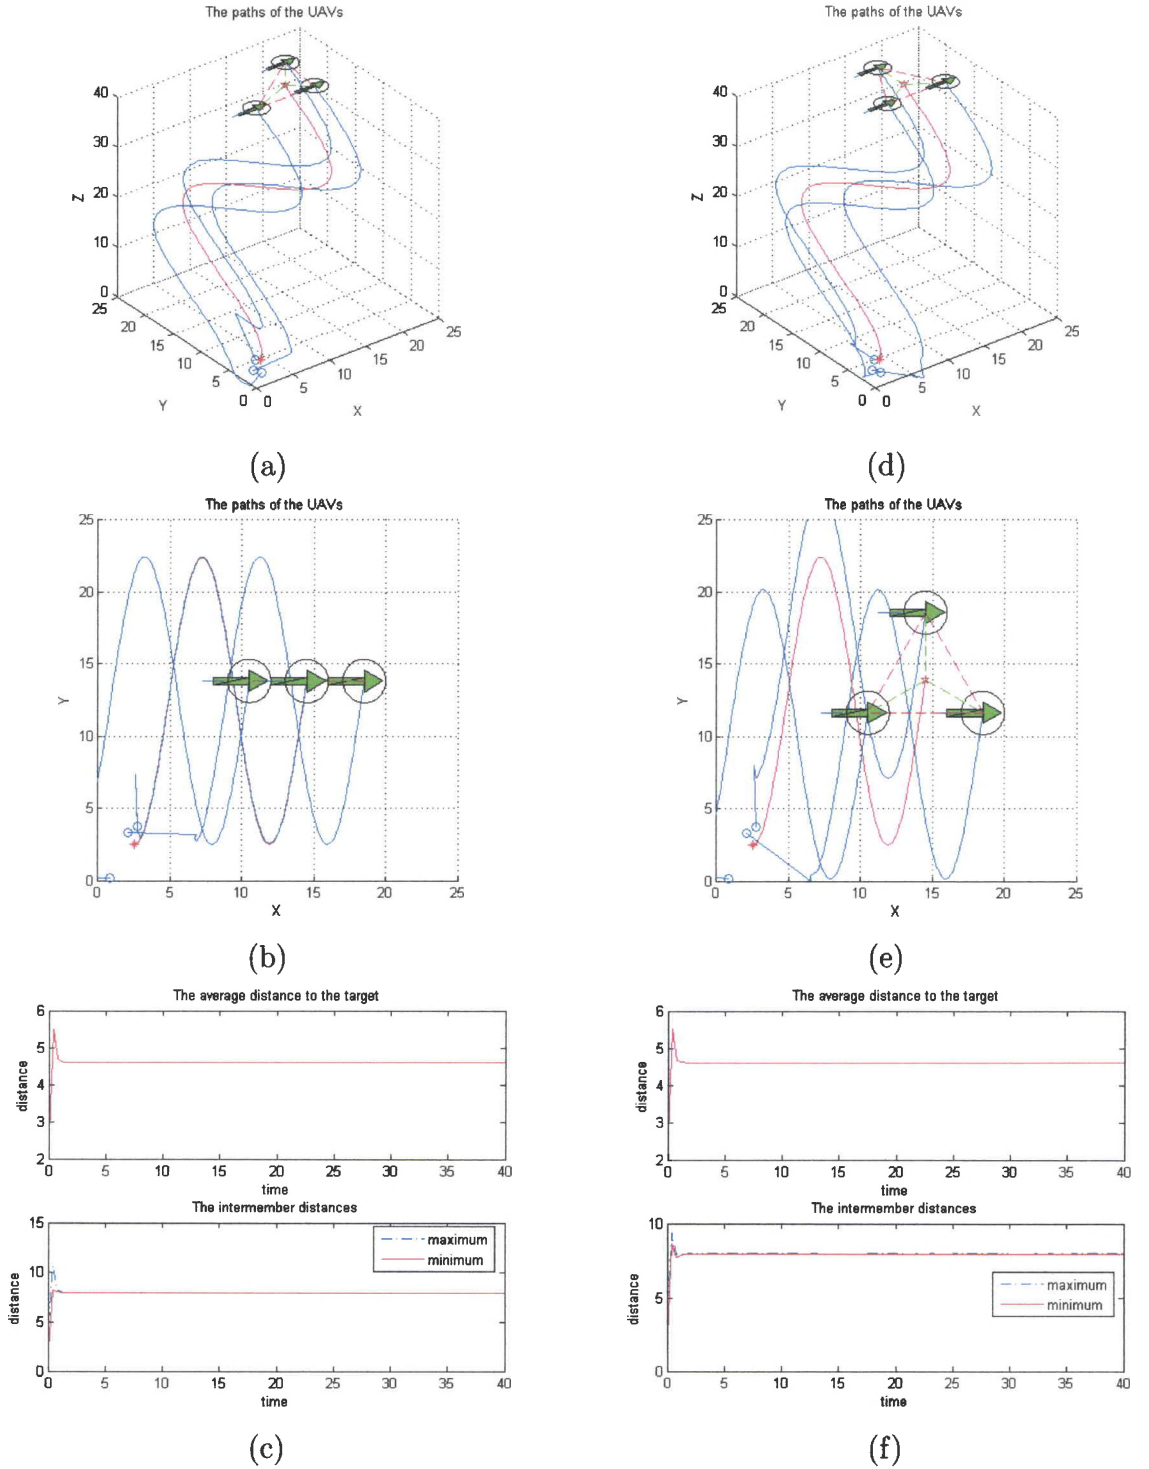 The paths of the UAVs
40
30
20
10
0
Z
25
20
15
10
5
0
Y
0
5
10
15
20
25
X
(a)
The paths of the UAVs
40
30
20
10
0
Z
25
20
15
10
5
0
Y
0
5
10
15
20
25
X
(d)
The paths of the UAVs
25
20
15
10
5
0
Y
0 5 10 15 20 25
X
(b)
The paths of the UAVs
25
20
15
10
5
0
Y
0 5 10 15 20 25
X
(e)
The average distance to the target
6
5
4
3
2
distance
0 5 10 15 20 25 30 35 40
time
The intermember distances
15
10
5
0
distance
maximum
minimum
0 5 10 15 20 25 30 35 40
time
(c)
The average distance to the target
6
5
4
3
2
distance
0 5 10 15 20 25 30 35 40
time
The intermember distances
10
5
0
distance
maximum
minimum
0 5 10 15 20 25 30 35 40
time
(f)